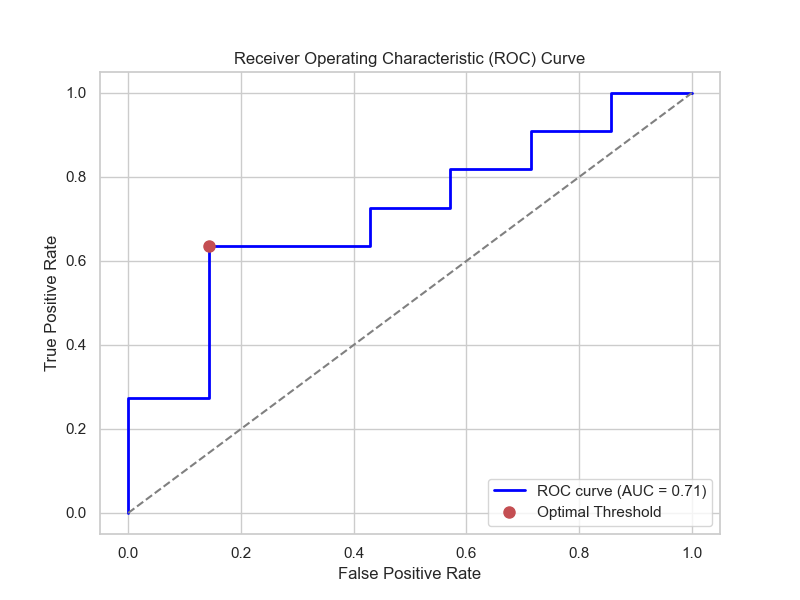 Receiver Operating Characteristic (ROC) Curve
True Positive Rate
1.0
0.8
0.6
0.4
0.2
0.0
ROC curve (AUC = 0.71)
Optimal Threshold
0.0 0.2 0.4 0.6 0.8 1.0
False Positive Rate